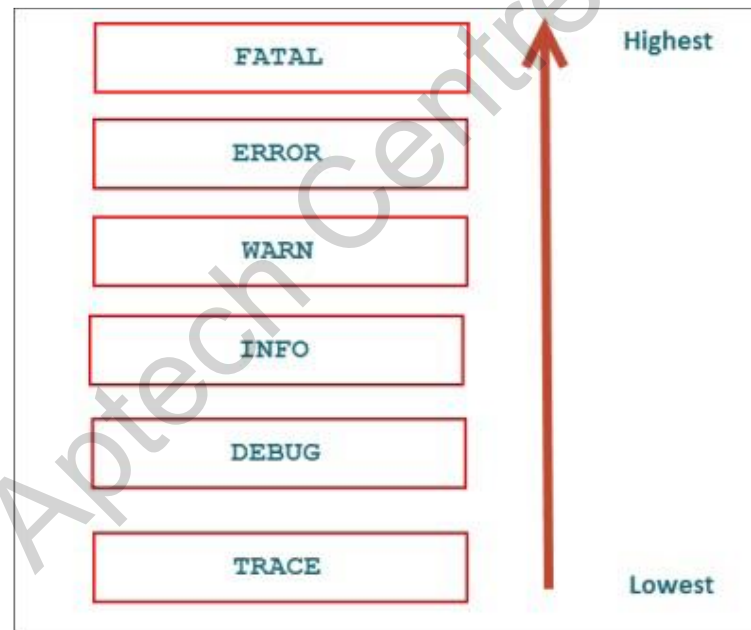 FATAL
Highest
ERROR
WARN
INFO
DEBUG
TRACE
Lowest
Aptech Centre